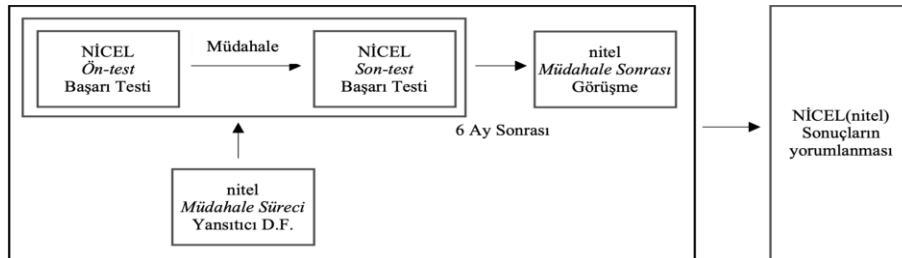 NİCEL
Ön-test
Başarı Testi
Müdahale
NİCEL
Son-test
Başarı Testi
nitel
Müdahale Sonrası
Görüşme
6 Ay Sonrası
nitel
Müdahale Süreci
Yansıtıcı D.F.
NİCEL(nitel)
Sonuçların
yorumlanması